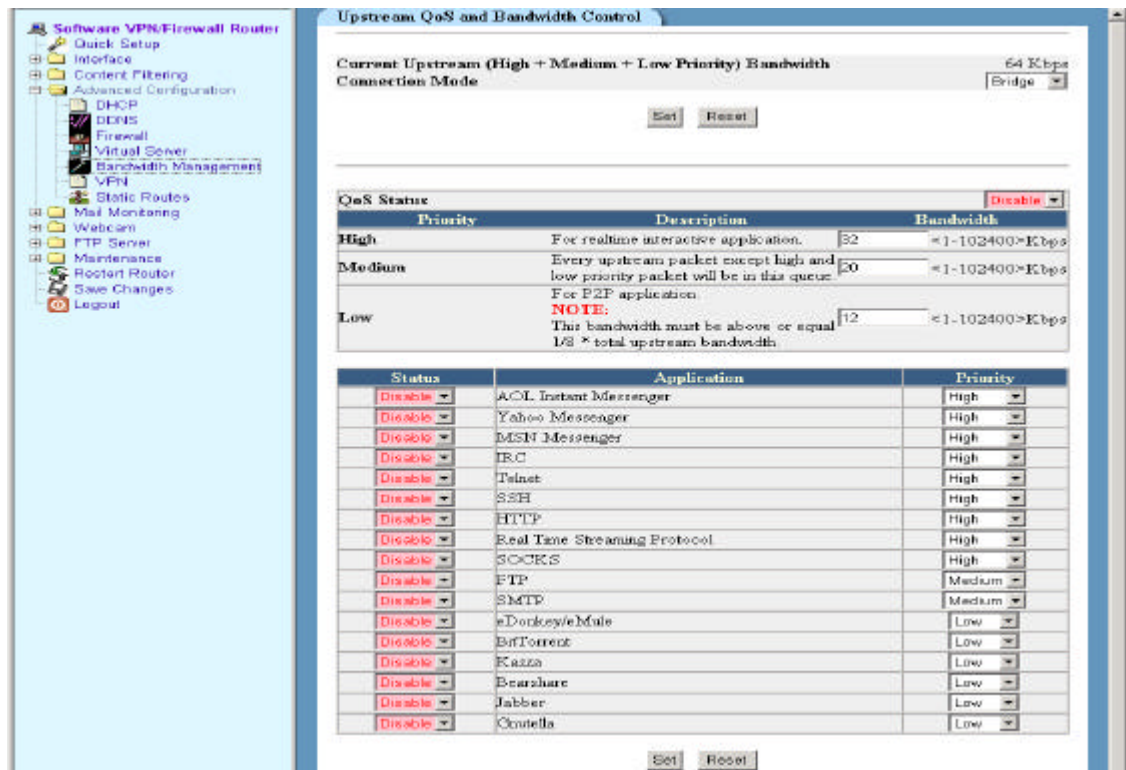 Software VPN/Firewall Router
Quick Setup
Interface
Content Filtering
Advanced Configuration
DHCP
DDNS
Firewall
Virtual Server
Bandwidth Management
VPN
Static Routes
Mail Monitoring
Webcam
FTP Server
Maintenance
Restart Router
Save Changes
Logout
Upstream QoS and Bandwidth Control
Current Upstream (High + Medium + Low Priority) Bandwidth 64 Kbps
Connection Mode Bridge
Set Reset
QoS Status Disable
Priority Description Bandwidth
High For realtime interactive application. 32 <1-102400>Kbps
Medium Every upstream packet except high and low priority packet will be in this queue 20 <1-102400>Kbps
Low For P2P application
NOTE:
This bandwidth must be above or equal 12 <1-102400>Kbps
1/8 * total upstream bandwidth.
Status Application Priority
Disable AOL Instant Messenger High
Disable Yahoo Messenger High
Disable MSN Messenger High
Disable IRC High
Disable Telnet High
Disable SSH High
Disable HTTP High
Disable Real Time Streaming Protocol High
Disable SOCKS High
Disable FTP Medium
Disable SMTP Medium
Disable eDonkey/eMule Low
Disable BitTorrent Low
Disable Kazza Low
Disable Bearshare Low
Disable Jabber Low
Disable Gnutella Low
Set Reset